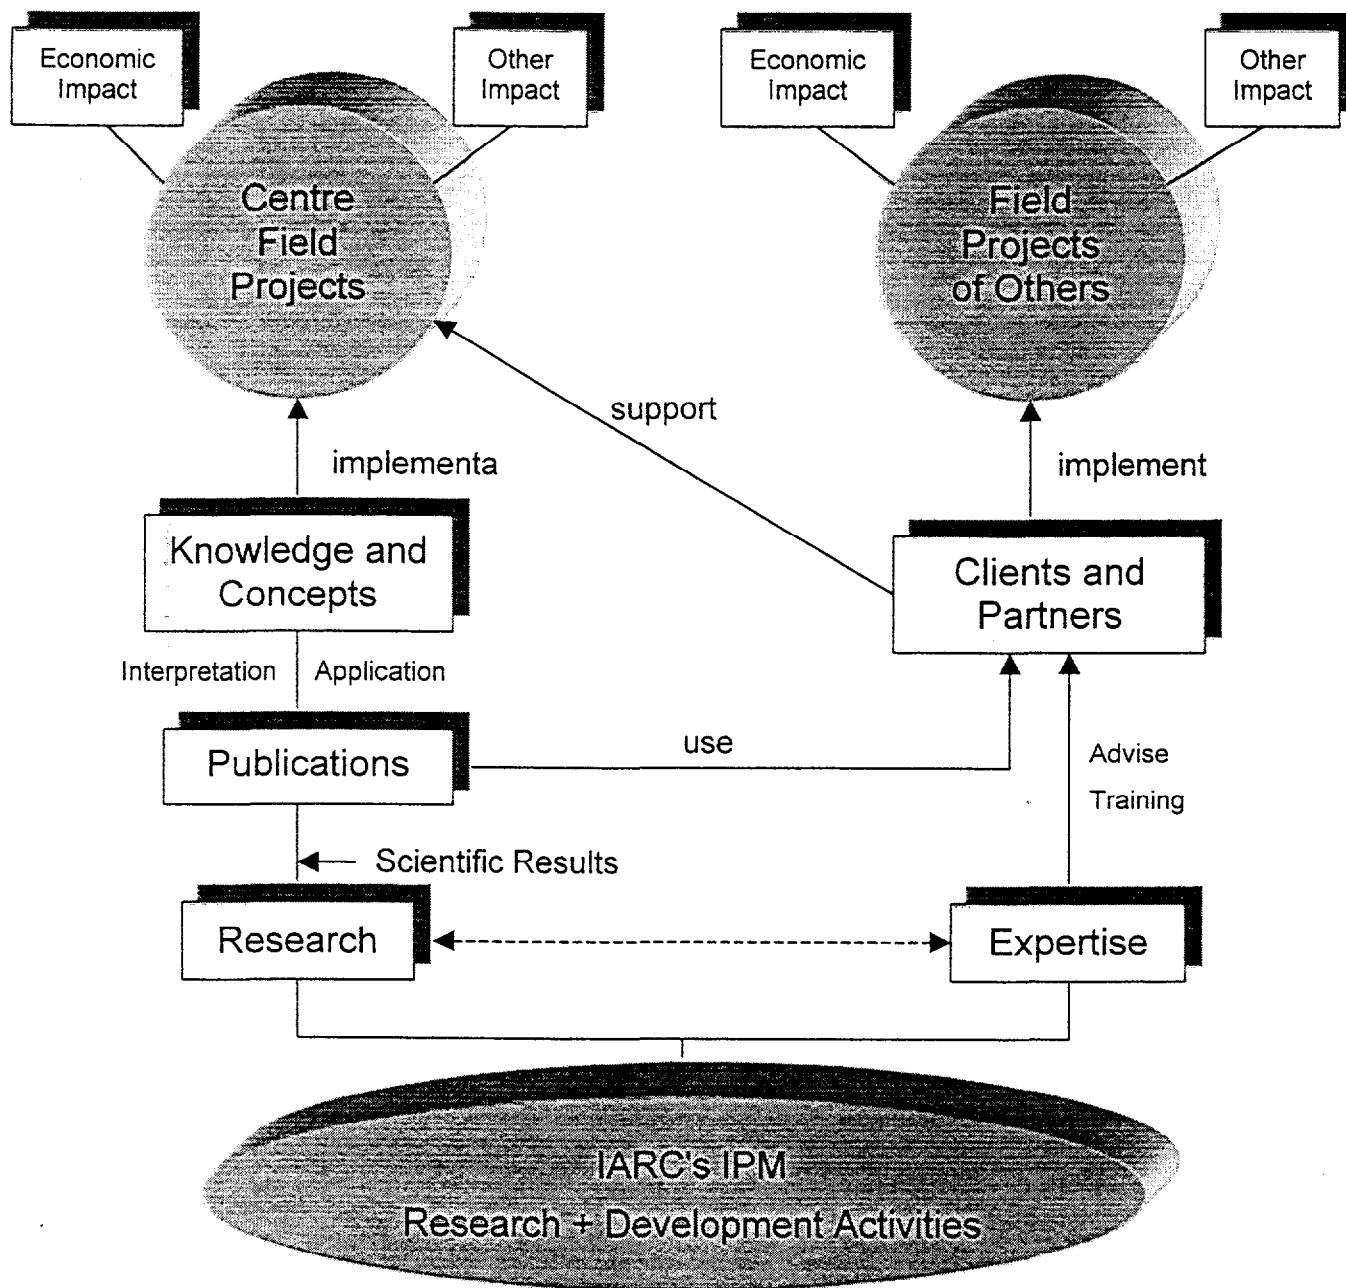 Economic
Impact
Other
Impact
Economic
Impact
Other
Impact
Centre
Field
Projects
Field
Projects
of Others
support
implementa
implement
Knowledge and
Concepts
Clients and
Partners
Interpretation
Application
Publications
use
Advise
Training
Scientific Results
Research
Expertise
IARC's IPM
Research + Development Activities